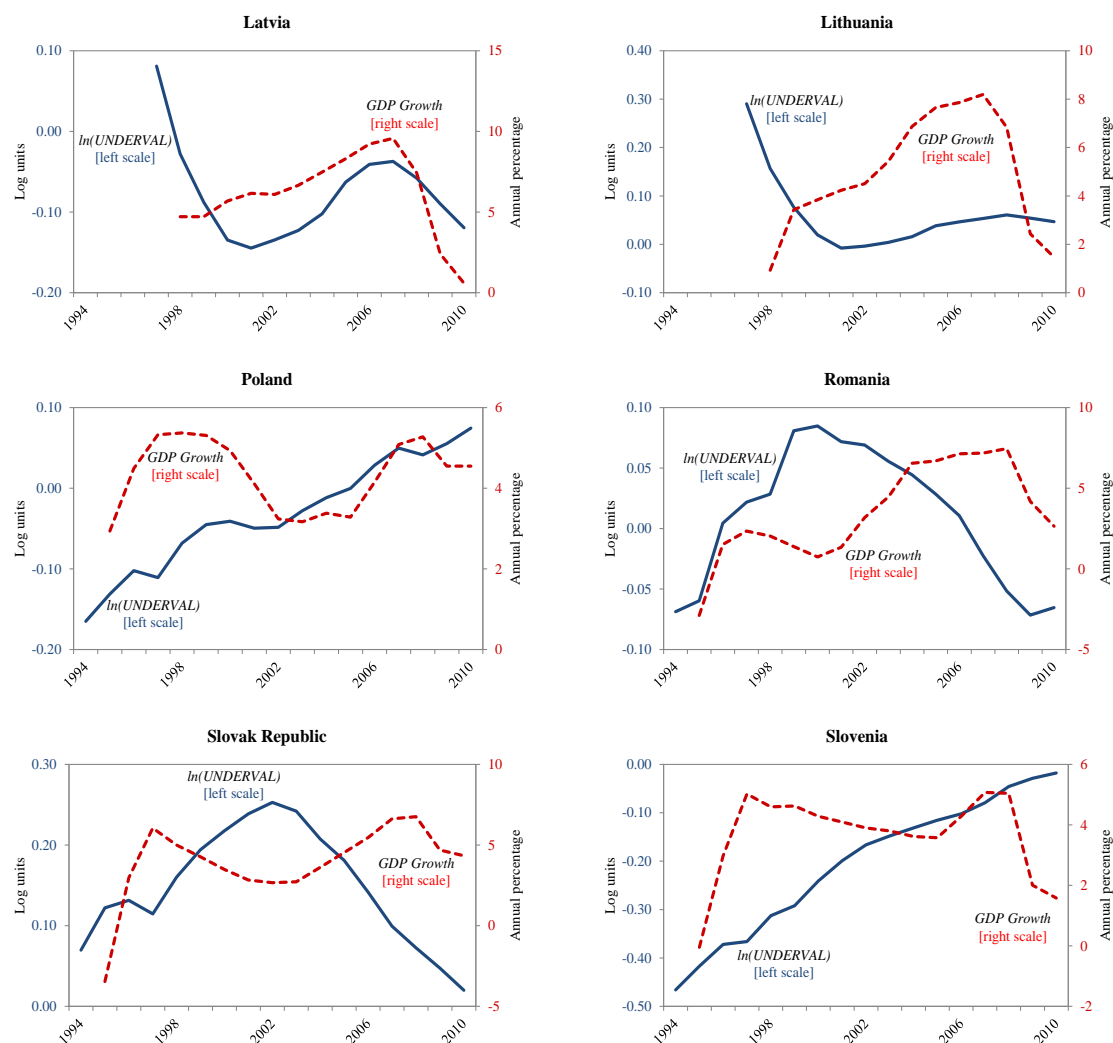 Latvia
0.10
0.00
-0.10
-0.20
Log units
15
10
5
0
Annual percentage
ln(UNDERVAL)
[left scale]
GDP Growth
[right scale]
1994
1998
2002
2006
2010
Lithuania
0.40
0.30
0.20
0.10
0.00
-0.10
Log units
10
8
6
4
2
0
Annual percentage
ln(UNDERVAL)
[left scale]
GDP Growth
[right scale]
1994
1998
2002
2006
2010
Poland
0.10
0.00
-0.10
-0.20
Log units
6
4
2
0
Annual percentage
GDP Growth
[right scale]
ln(UNDERVAL)
[left scale]
1994
1998
2002
2006
2010
Romania
0.10
0.05
0.00
-0.05
-0.10
Log units
10
5
0
-5
Annual percentage
ln(UNDERVAL)
[left scale]
GDP Growth
[right scale]
1994
1998
2002
2006
2010
Slovak Republic
0.30
0.20
0.10
0.00
Log units
10
5
0
-5
Annual percentage
ln(UNDERVAL)
[left scale]
GDP Growth
[right scale]
1994
1998
2002
2006
2010
Slovenia
0.00
-0.10
-0.20
-0.30
-0.40
-0.50
Log units
6
4
2
0
-2
Annual percentage
GDP Growth
[right scale]
ln(UNDERVAL)
[left scale]
1994
1998
2002
2006
2010